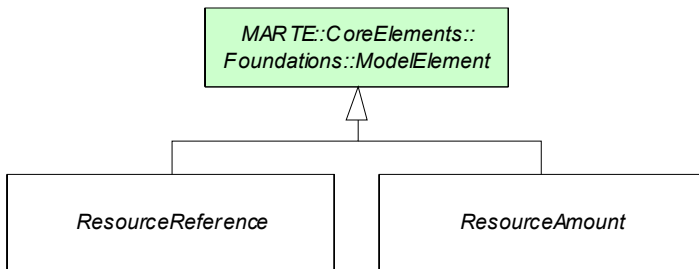 MARTE::CoreElements::
Foundations::ModelElement
ResourceReference
ResourceAmount